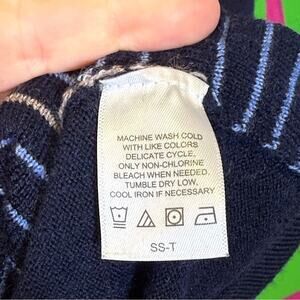 MACHINE WASH COLD
WITH LIKE COLORS
DELICATE CYCLE,
ONLY NON-CHLORINE
BLEACH WHEN NEEDED,
TUMBLE DRY LOW,
COOL IRON IF NECESSARY
SS-T